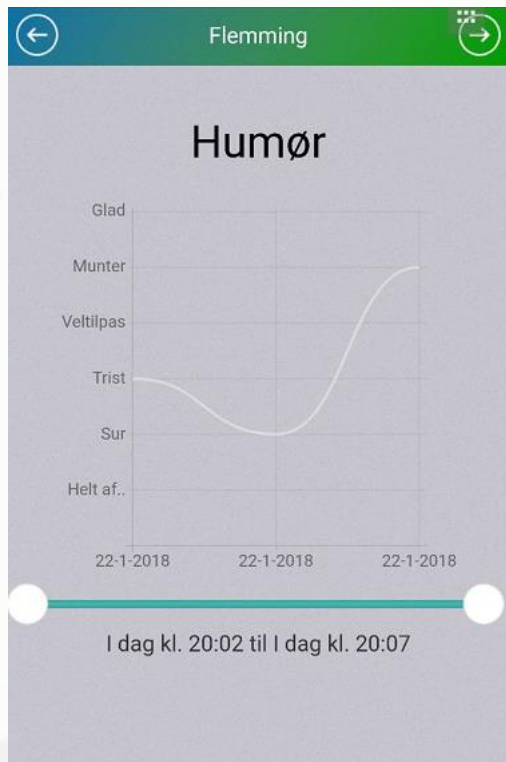 Flemming
Humør
Glad
Munter
Veltilpas
Trist
Sur
Helt af..
22-1-2018 22-1-2018 22-1-2018
I dag kl. 20:02 til I dag kl. 20:07